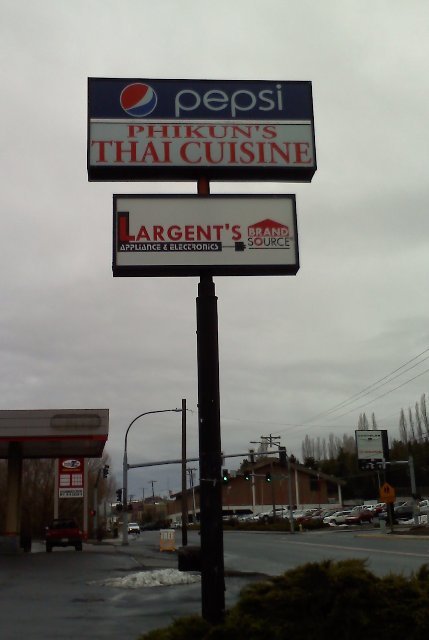 pepsi
PHIKUN'S
THAI CUISINE
LARGENT'S
APPLIANCE & ELECTRONICS
BRAND
SOURCE